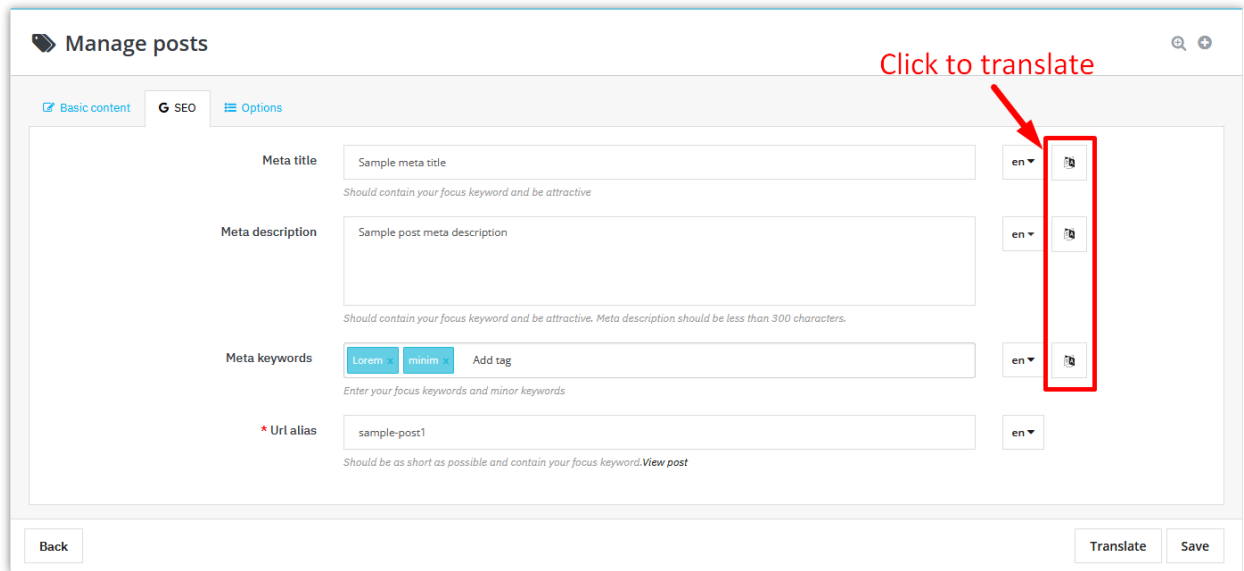 Manage posts
Click to translate
Basic content
G SEO
Options
Meta title
Sample meta title
en
Should contain your focus keyword and be attractive
Meta description
Sample post meta description
en
Should contain your focus keyword and be attractive. Meta description should be less than 300 characters.
Meta keywords
Lorem × minim × Add tag
en
Enter your focus keywords and minor keywords
* Url alias
sample-post1
en
Should be as short as possible and contain your focus keyword.View post
Back
Translate
Save